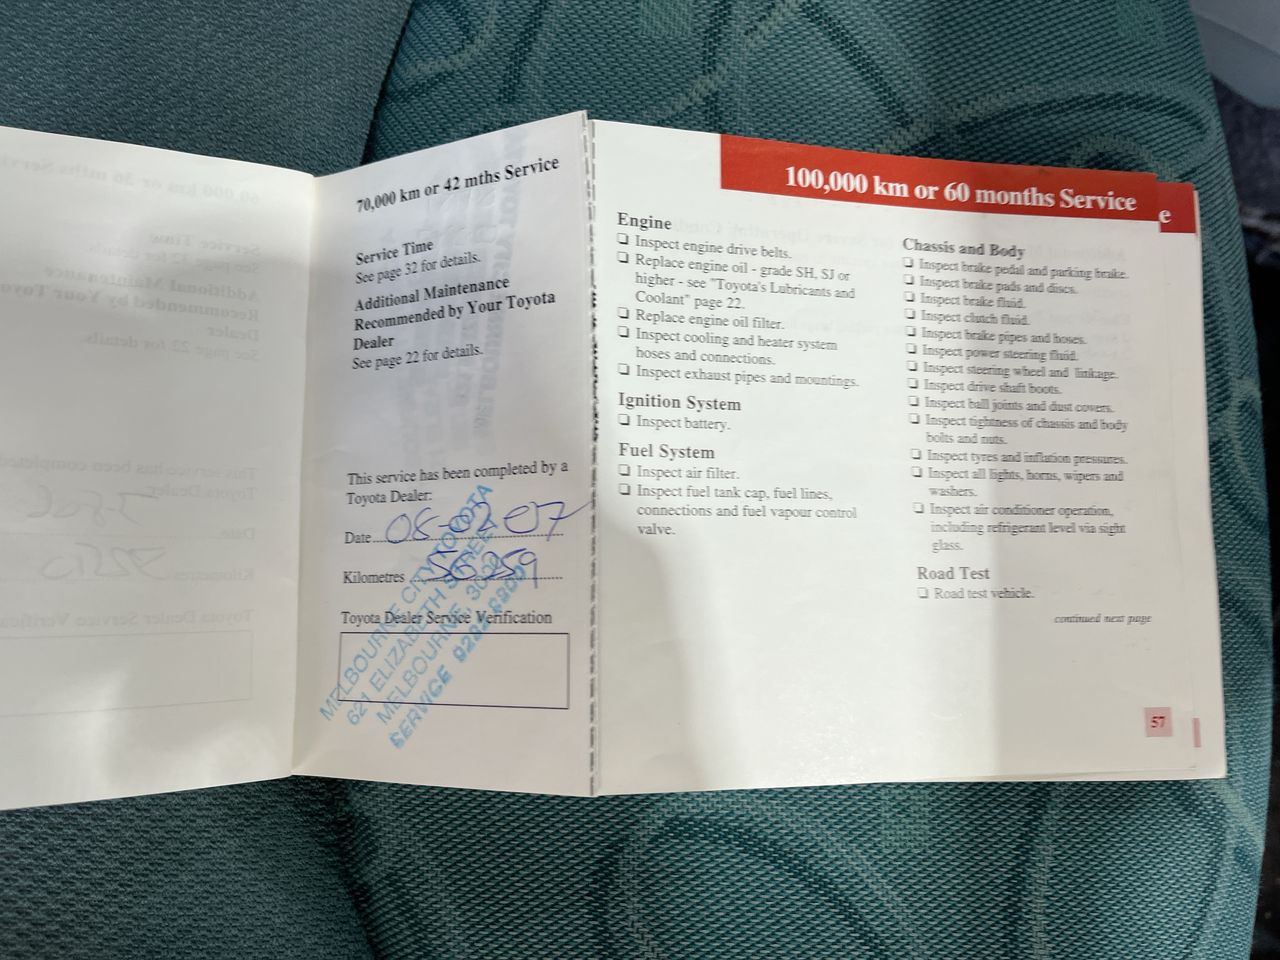 70,000 km or 42 mths Service
Service Time
See page 32 for details.
Additional Maintenance
Recommended by Your Toyota
Dealer
See page 22 for details.
This service has been completed by a
Toyota Dealer:
Date 08-02-07
Kilometres 56259
Toyota Dealer Service Verification
MELBOURNE CITY TOYOTA
621 ELIZABETH STREET
MELBOURNE,
SERVICE
100,000 km or 60 months Service
e
Engine
❑ Inspect engine drive belts.
❑ Replace engine oil - grade SH, SJ or
higher - see "Toyota's Lubricants and
Coolant" page 22.
❑ Replace engine oil filter.
❑ Inspect cooling and heater system
hoses and connections.
❑ Inspect exhaust pipes and mountings.
Ignition System
❑ Inspect battery.
Fuel System
❑ Inspect air filter.
❑ Inspect fuel tank cap, fuel lines,
connections and fuel vapour control
valve.
Chassis and Body
❑ Inspect brake pedal and parking brake.
❑ Inspect brake pads and discs.
❑ Inspect brake fluid.
❑ Inspect clutch fluid.
❑ Inspect brake pipes and hoses.
❑ Inspect power steering fluid.
❑ Inspect steering wheel and linkage.
❑ Inspect drive shaft boots.
❑ Inspect ball joints and dust covers.
❑ Inspect tightness of chassis and body
bolts and nuts.
❑ Inspect tyres and inflation pressures.
❑ Inspect all lights, horns, wipers and
washers.
❑ Inspect air conditioner operation,
including refrigerant level via sight
glass.
Road Test
❑ Road test vehicle.
continued next page
57